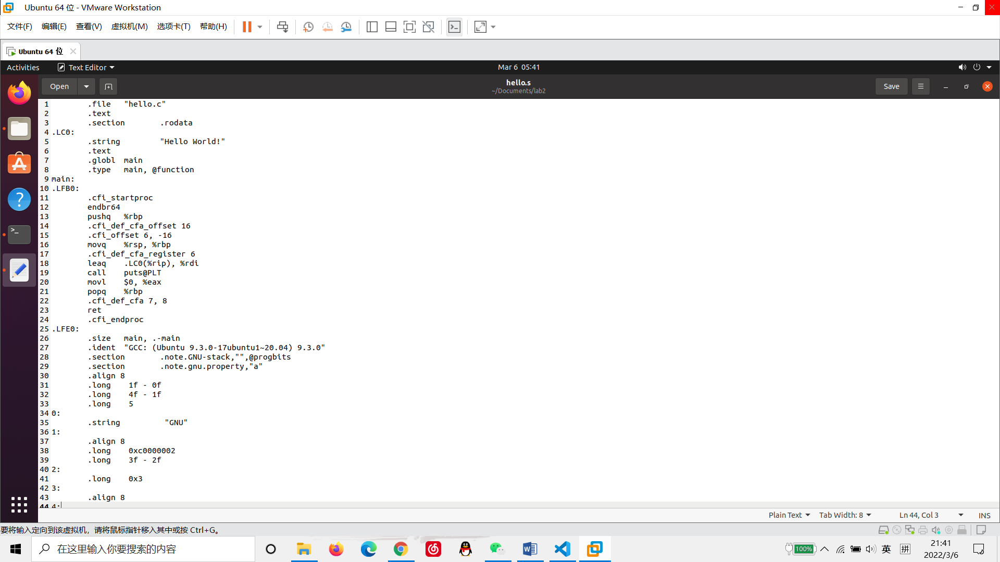 Ubuntu 64 位 - VMware Workstation
文件(F) 编辑(E) 查看(V) 虚拟机(M) 选项卡(T) 帮助(H)
Ubuntu 64 位
Activities Text Editor Mar 6 05:41
Open hello.s Save
~/Documents/lab2
1 .file "hello.c"
2 .text
3 .section .rodata
4 .LC0:
5 .string "Hello World!"
6 .text
7 .globl main
8 .type main, @function
9 main:
10 .LFB0:
11 .cfi_startproc
12 endbr64
13 pushq %rbp
14 .cfi_def_cfa_offset 16
15 .cfi_offset 6, -16
16 movq %rsp, %rbp
17 .cfi_def_cfa_register 6
18 leaq .LC0(%rip), %rdi
19 call puts@PLT
20 movl $0, %eax
21 popq %rbp
22 .cfi_def_cfa 7, 8
23 ret
24 .cfi_endproc
25 .LFE0:
26 .size main, .-main
27 .ident "GCC: (Ubuntu 9.3.0-17ubuntu1~20.04) 9.3.0"
28 .section .note.GNU-stack,"",@progbits
29 .section .note.gnu.property,"a"
30 .align 8
31 .long 1f - 0f
32 .long 4f - 1f
33 .long 5
34 0:
35 .string "GNU"
36 1:
37 .align 8
38 .long 0xc0000002
39 .long 3f - 2f
40 2:
41 .long 0x3
42 3:
43 .align 8
44 4:
Plain Text Tab Width: 8 Ln 44, Col 3 INS
要将输入定向到该虚拟机，请将鼠标指针移入其中或按 Ctrl+G。
在这里输入你要搜索的内容 100% 英 拼 21:41
2022/3/6